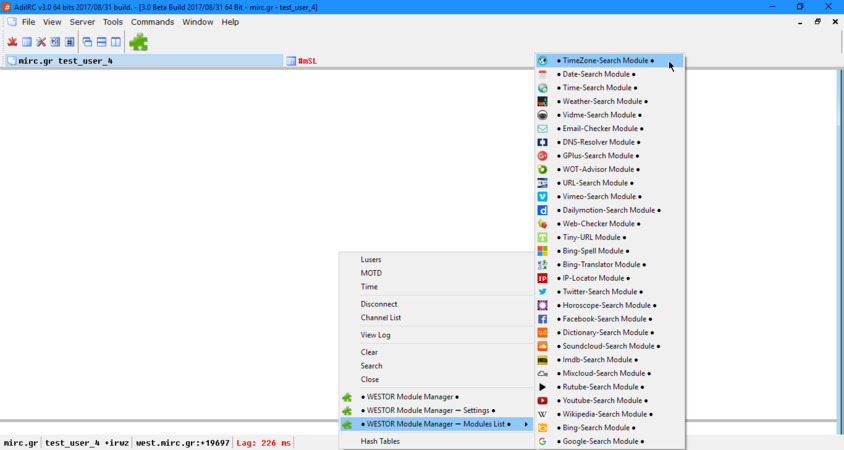 AdiIRC v3.0 64 bits 2017/08/31 build. - [3.0 Beta Build 2017/08/31 64 Bit - mirc.gr - test_user_4]
File View Server Tools Commands Window Help
mirc.gr test_user_4 #mSL
• TimeZone-Search Module •
• Date-Search Module •
• Time-Search Module •
• Weather-Search Module •
• Vidme-Search Module •
• Email-Checker Module •
• DNS-Resolver Module •
• GPlus-Search Module •
• WOT-Advisor Module •
• URL-Search Module •
• Vimeo-Search Module •
• Dailymotion-Search Module •
• Web-Checker Module •
• Tiny-URL Module •
• Bing-Spell Module •
• Bing-Translator Module •
• IP-Locator Module •
• Twitter-Search Module •
• Horoscope-Search Module •
• Facebook-Search Module •
• Dictionary-Search Module •
• Soundcloud-Search Module •
• Imdb-Search Module •
• Mixcloud-Search Module •
• Rutube-Search Module •
• Youtube-Search Module •
• Wikipedia-Search Module •
• Bing-Search Module •
• Google-Search Module •
Lusers
MOTD
Time
Disconnect
Channel List
View Log
Clear
Search
Close
• WESTOR Module Manager •
• WESTOR Module Manager – Settings •
• WESTOR Module Manager – Modules List •
Hash Tables
mirc.gr test_user_4 +irwz west.mirc.gr:+19697 Lag: 226 ms